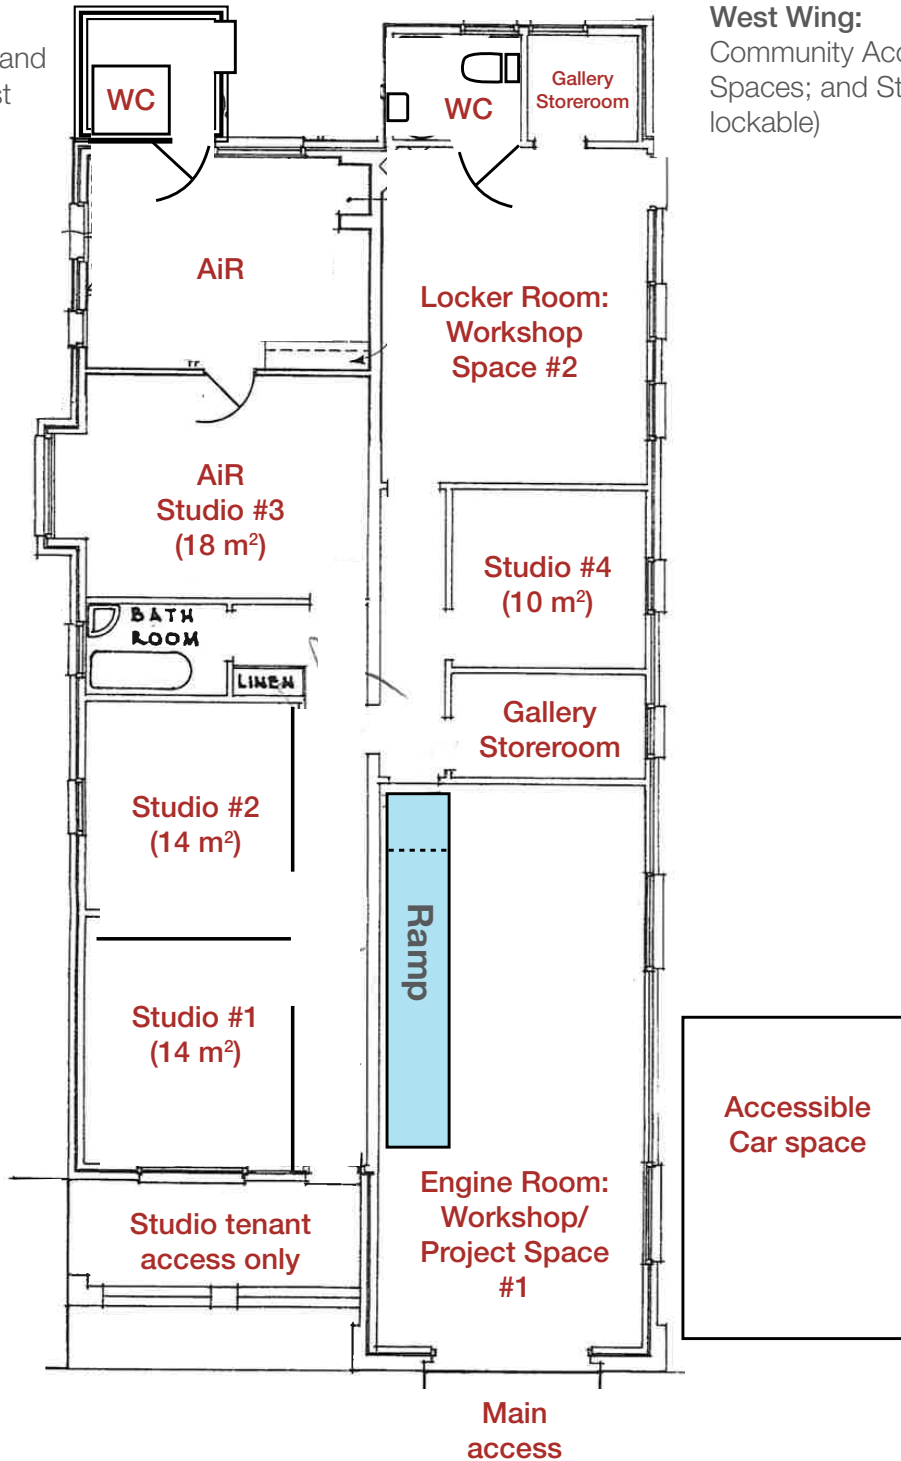 and
st
West Wing:
Community Acc
Spaces; and St
lockable)
WC
WC
Gallery
Storeroom
AiR
Locker Room:
Workshop
Space #2
AiR
Studio #3
(18 m²)
Studio #4
(10 m²)
BATH
ROOM
LINEN
Gallery
Storeroom
Studio #2
(14 m²)
Ramp
Studio #1
(14 m²)
Accessible
Car space
Engine Room:
Workshop/
Project Space
#1
Studio tenant
access only
Main
access